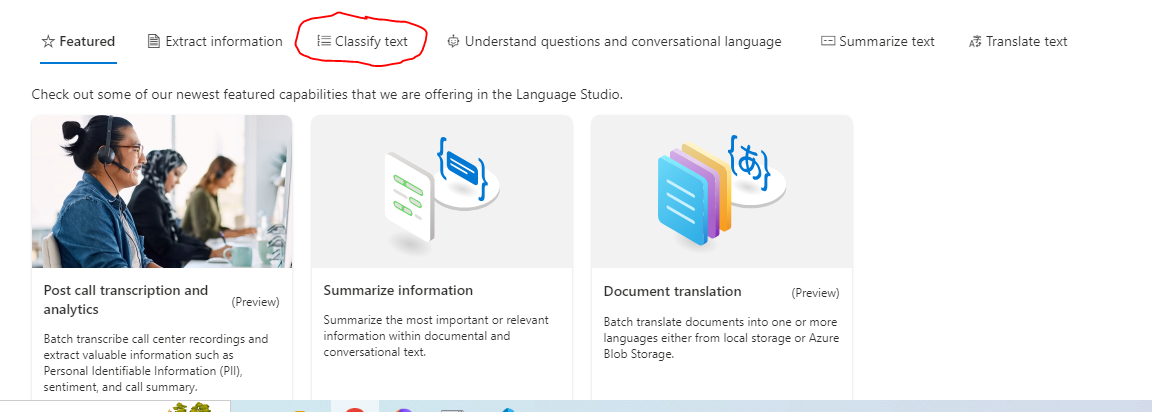 Featured
Extract information
Classify text
Understand questions and conversational language
Summarize text
Translate text
Check out some of our newest featured capabilities that we are offering in the Language Studio.
Post call transcription and
analytics
(Preview)
Batch transcribe call center recordings and
extract valuable information such as
Personal Identifiable Information (PII),
sentiment, and call summary.
Summarize information
Summarize the most important or relevant
information within documental and
conversational text.
あ
Document translation
(Preview)
Batch translate documents into one or more
languages either from local storage or Azure
Blob Storage.